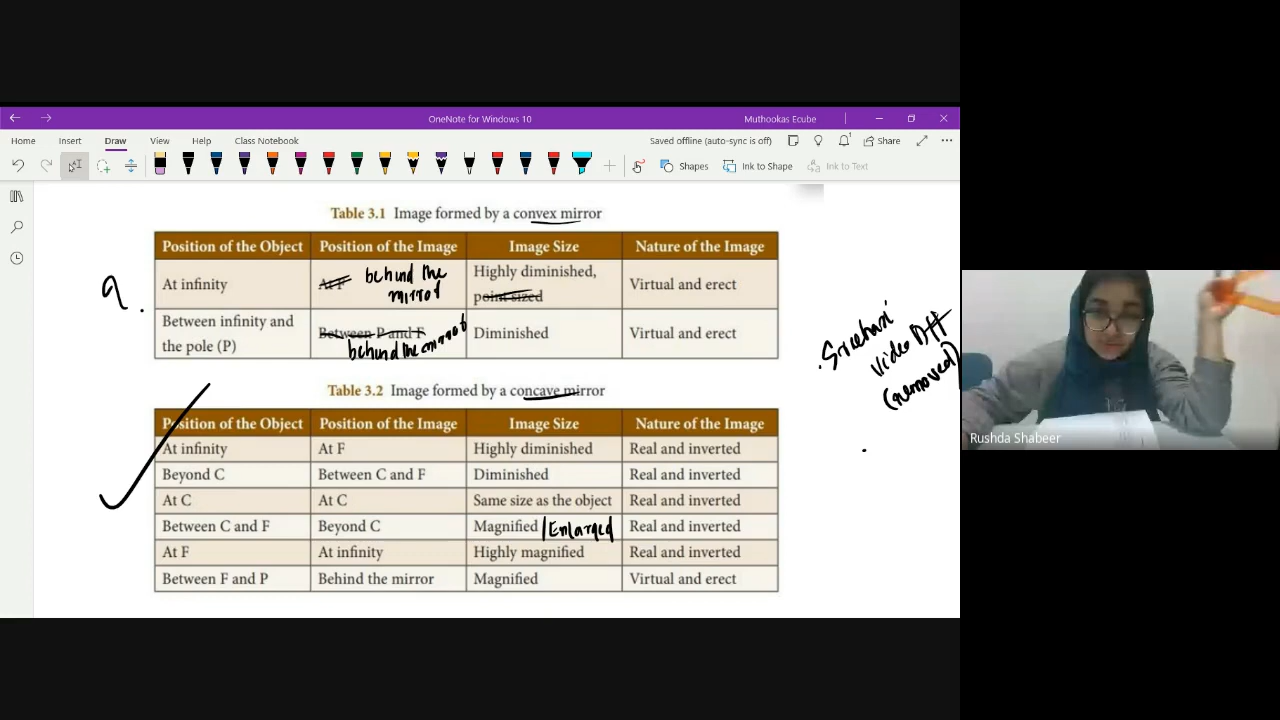 OneNote for Windows 10
Muthookas Ecube
Home Insert Draw View Help Class Notebook
Saved offline (auto-sync is off)
Share
Shapes
Ink to Shape
Ink to Text
Table 3.1 Image formed by a convex mirror
Position of the Object Position of the Image Image Size Nature of the Image
At infinity At F behind the mirror Highly diminished, point sized Virtual and erect
Between infinity and the pole (P) Between P and F behind the mirror Diminished Virtual and erect
9.
Table 3.2 Image formed by a concave mirror
Position of the Object Position of the Image Image Size Nature of the Image
At infinity At F Highly diminished Real and inverted
Beyond C Between C and F Diminished Real and inverted
At C At C Same size as the object Real and inverted
Between C and F Beyond C Magnified /Enlarged Real and inverted
At F At infinity Highly magnified Real and inverted
Between F and P Behind the mirror Magnified Virtual and erect
Sreehari
Video Off
(removed)
Rushda Shabeer